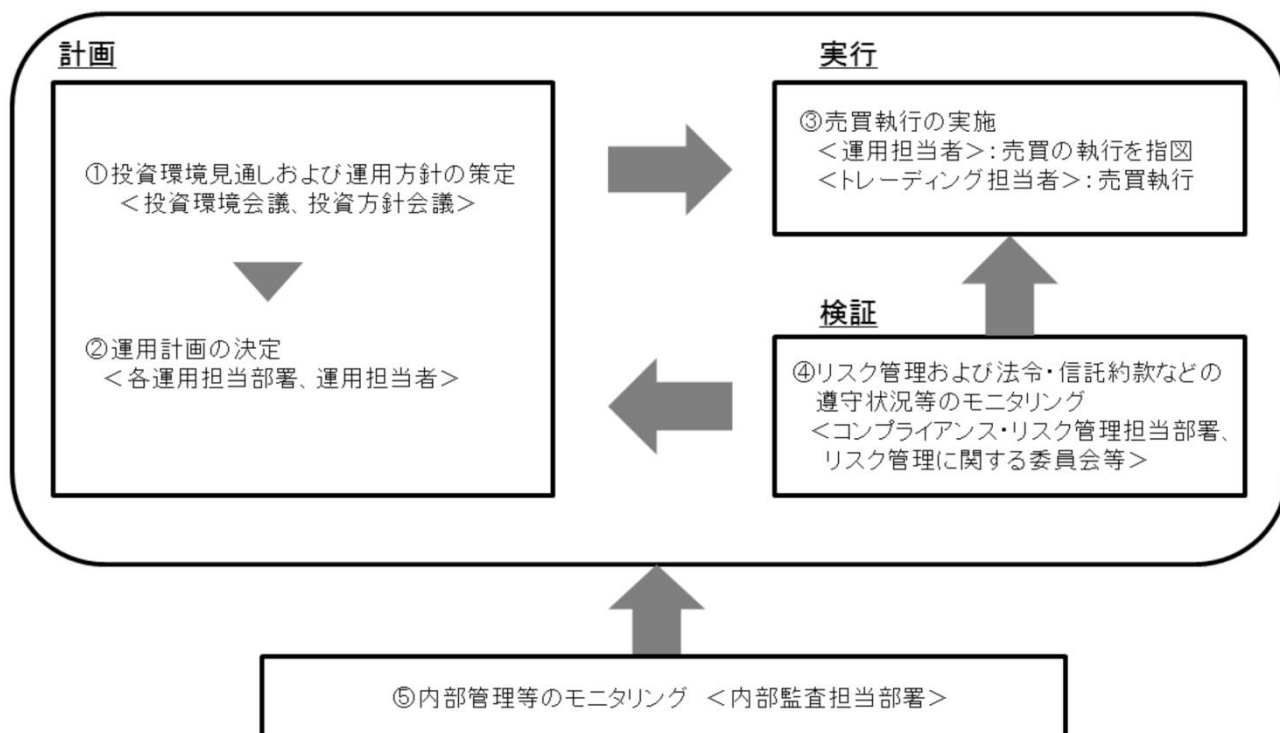 計画
①投資環境見通しおよび運用方針の策定
＜投資環境会議、投資方針会議＞
②運用計画の決定
＜各運用担当部署、運用担当者＞
実行
③売買執行の実施
＜運用担当者＞：売買の執行を指図
＜トレーディング担当者＞：売買執行
検証
④リスク管理および法令・信託約款などの
遵守状況等のモニタリング
＜コンプライアンス・リスク管理担当部署、
リスク管理に関する委員会等＞
⑤内部管理等のモニタリング ＜内部監査担当部署＞